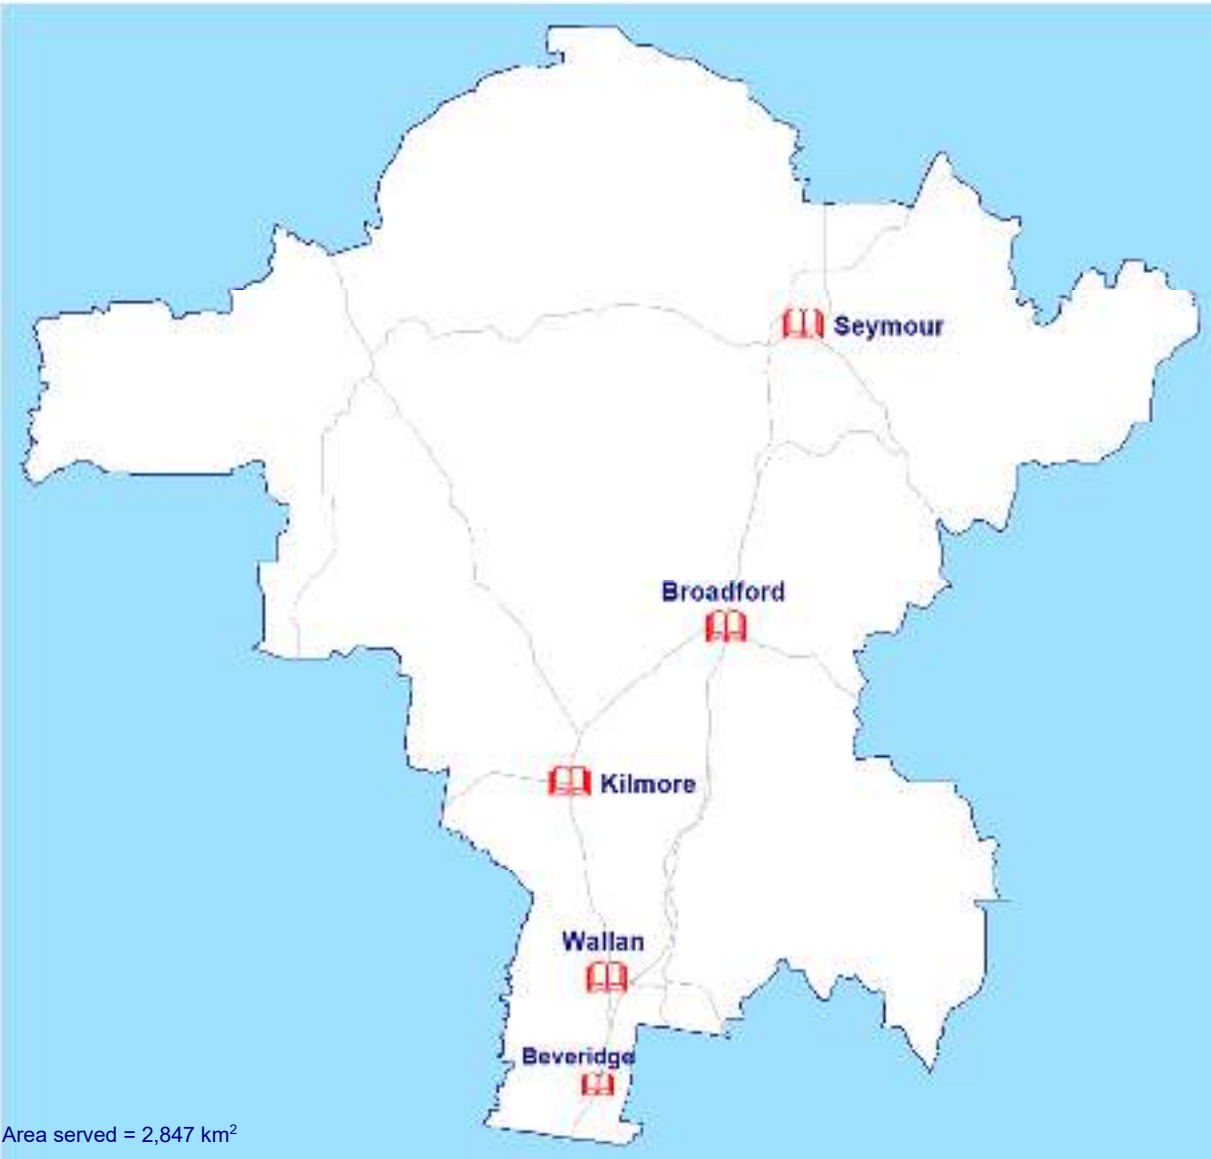 Seymour
Broadford
Kilmore
Wallan
Beveridge
Area served = 2,847 km²